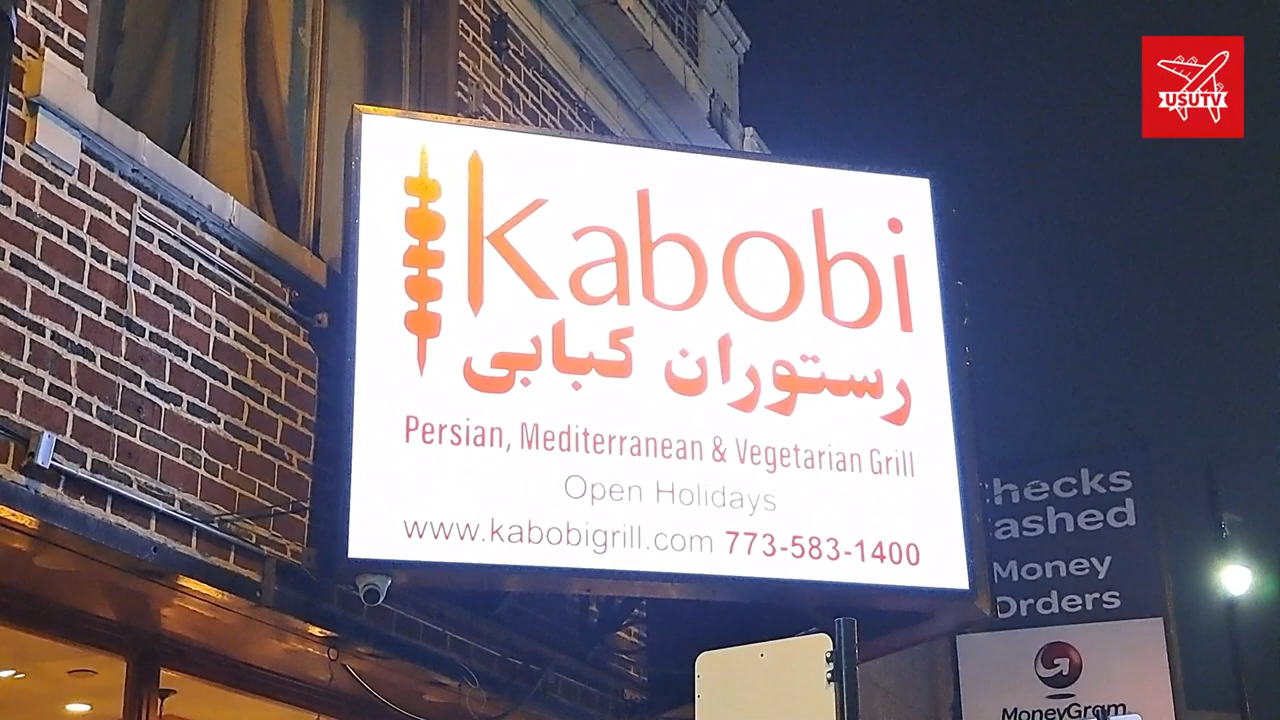 USUTV
Kabobi
رستوران کبابی
Persian, Mediterranean & Vegetarian Grill
Open Holidays
www.kabobigrill.com 773-583-1400
hecks
ashed
Money
Orders
MoneyGram